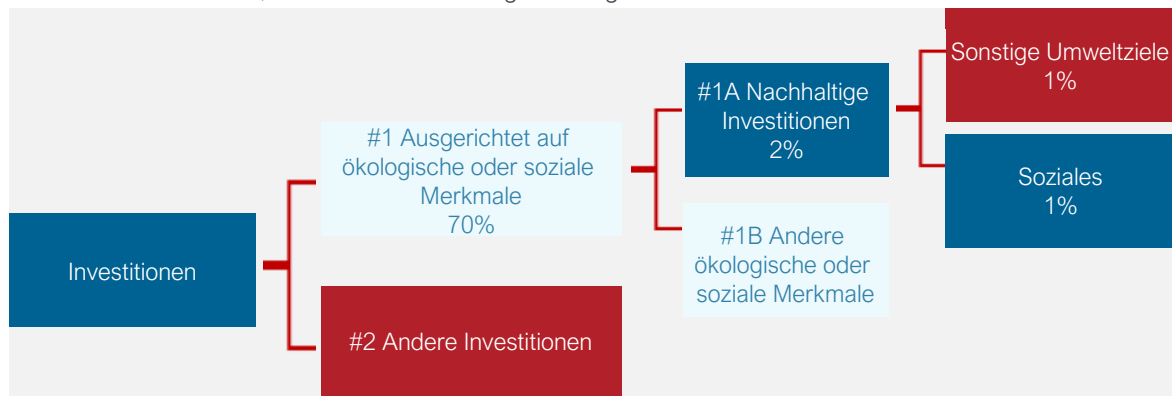 Investitionen
#1 Ausgerichtet auf
ökologische oder soziale
Merkmale
70%
#2 Andere Investitionen
#1A Nachhaltige
Investitionen
2%
#1B Andere
ökologische oder
soziale Merkmale
Sonstige Umweltziele
1%
Soziales
1%